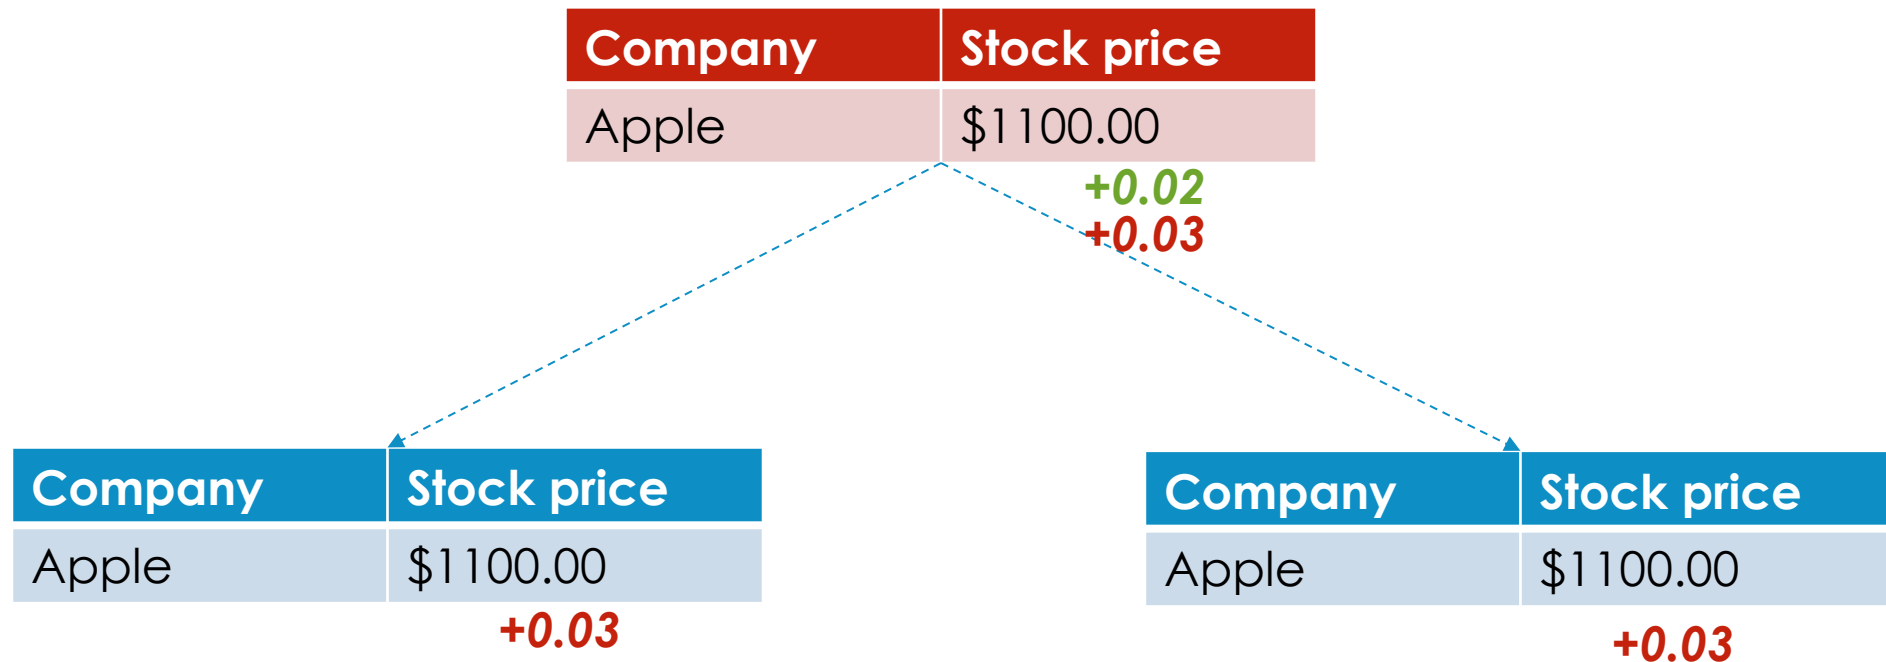 Company Stock price
Apple $1100.00
+0.02
+0.03
Company Stock price
Apple $1100.00
+0.03
Company Stock price
Apple $1100.00
+0.03